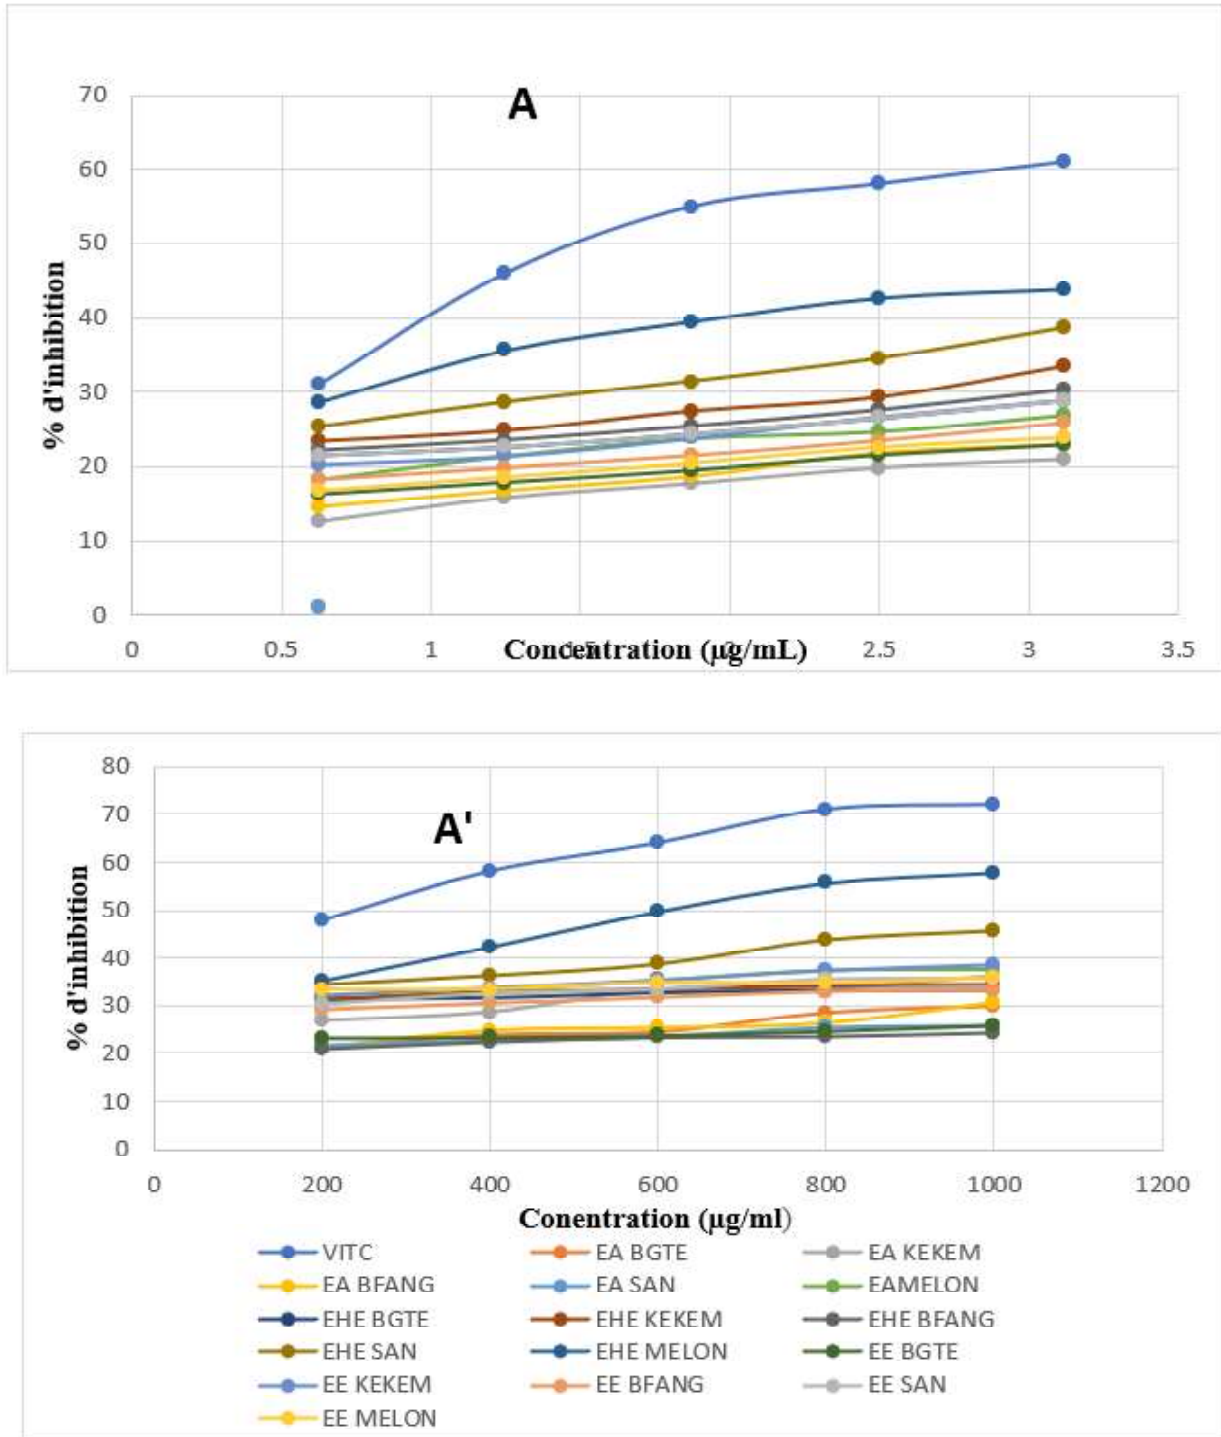 A
70
60
50
40
30
20
10
0
% d'inhibition
0 0.5 1 1.5 2 2.5 3 3.5
Concentration (µg/mL)
A'
80
70
60
50
40
30
20
10
0
% d'inhibition
0 200 400 600 800 1000 1200
Conentration (µg/ml)
VITC EA BGTE EA KEKEM
EA BFANG EA SAN EAMELON
EHE BGTE EHE KEKEM EHE BFANG
EHE SAN EHE MELON EE BGTE
EE KEKEM EE BFANG EE SAN
EE MELON